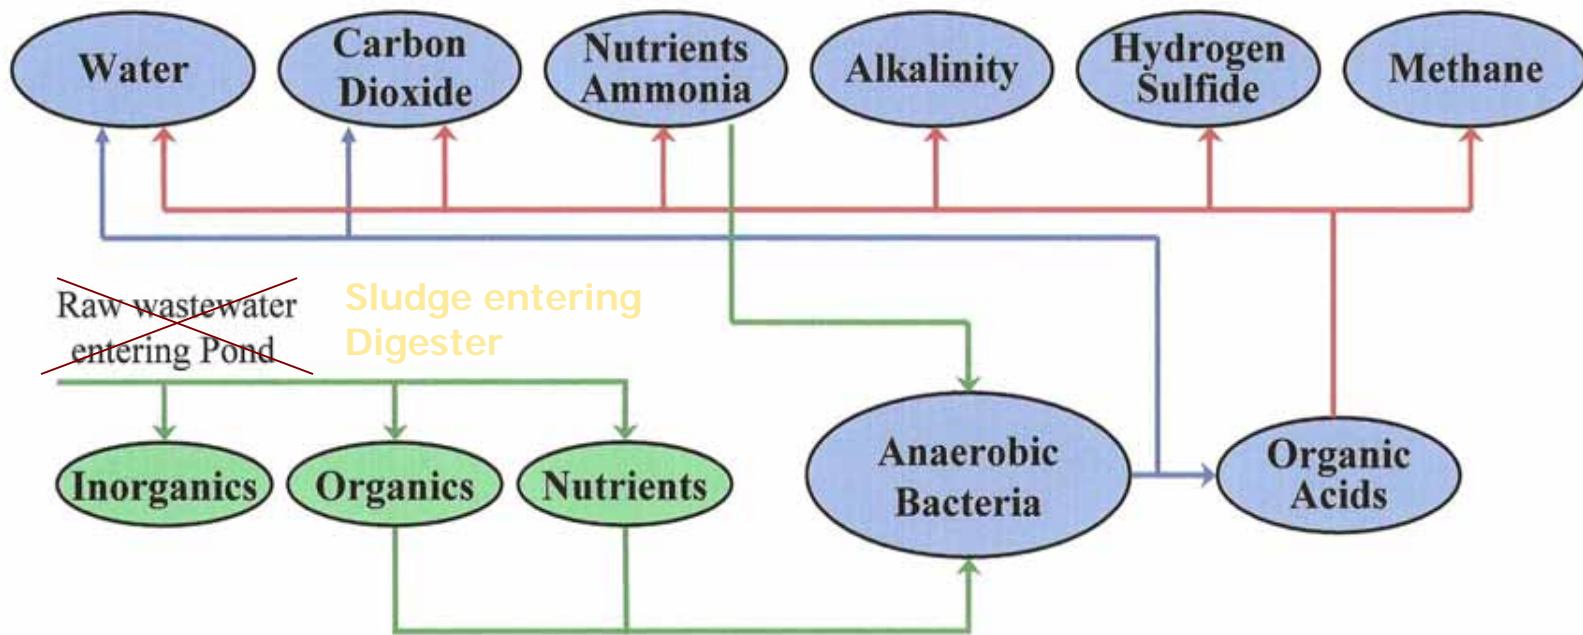 Water
Carbon
Dioxide
Nutrients
Ammonia
Alkalinity
Hydrogen
Sulfide
Methane
Raw wastewater
entering Pond
Sludge entering
Digester
Inorganics
Organics
Nutrients
Anaerobic
Bacteria
Organic
Acids